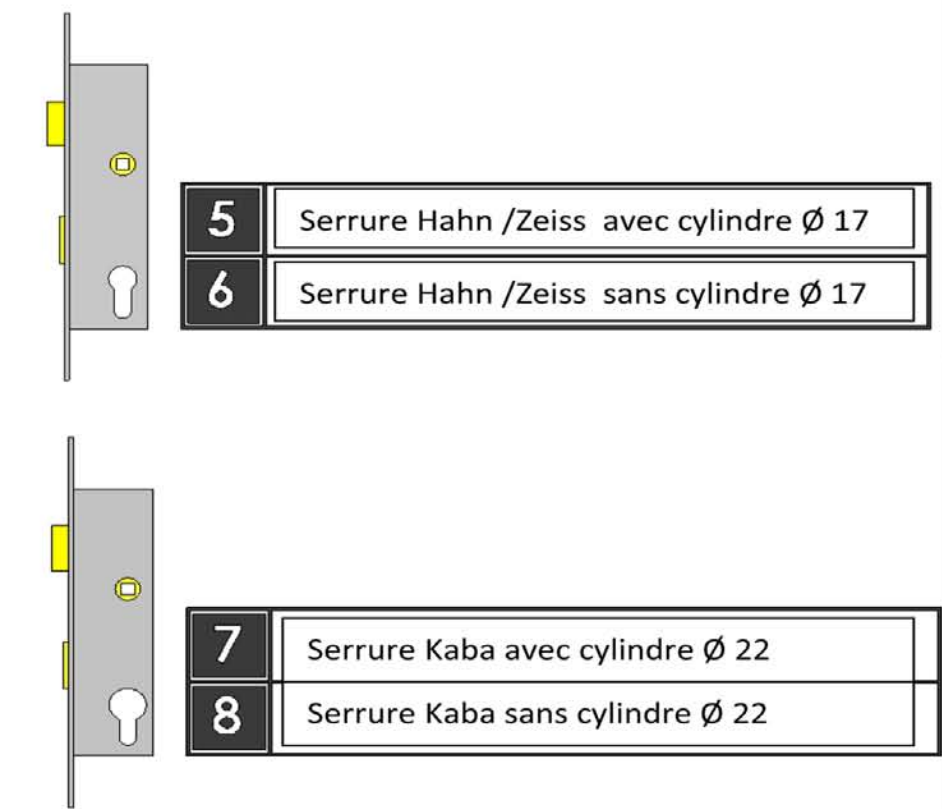 5 Serrure Hahn /Zeiss avec cylindre Ø 17
6 Serrure Hahn /Zeiss sans cylindre Ø 17
7 Serrure Kaba avec cylindre Ø 22
8 Serrure Kaba sans cylindre Ø 22